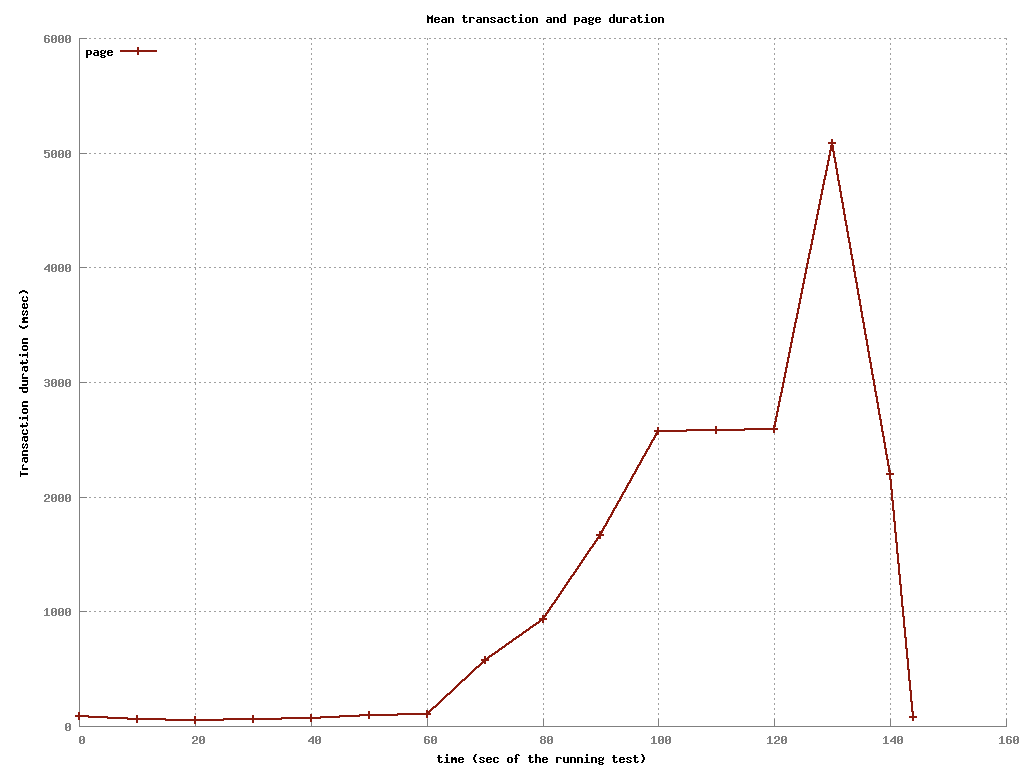 Mean transaction and page duration
6000
page
5000
4000
3000
2000
1000
0
Transaction duration (msec)
0 20 40 60 80 100 120 140 160
time (sec of the running test)